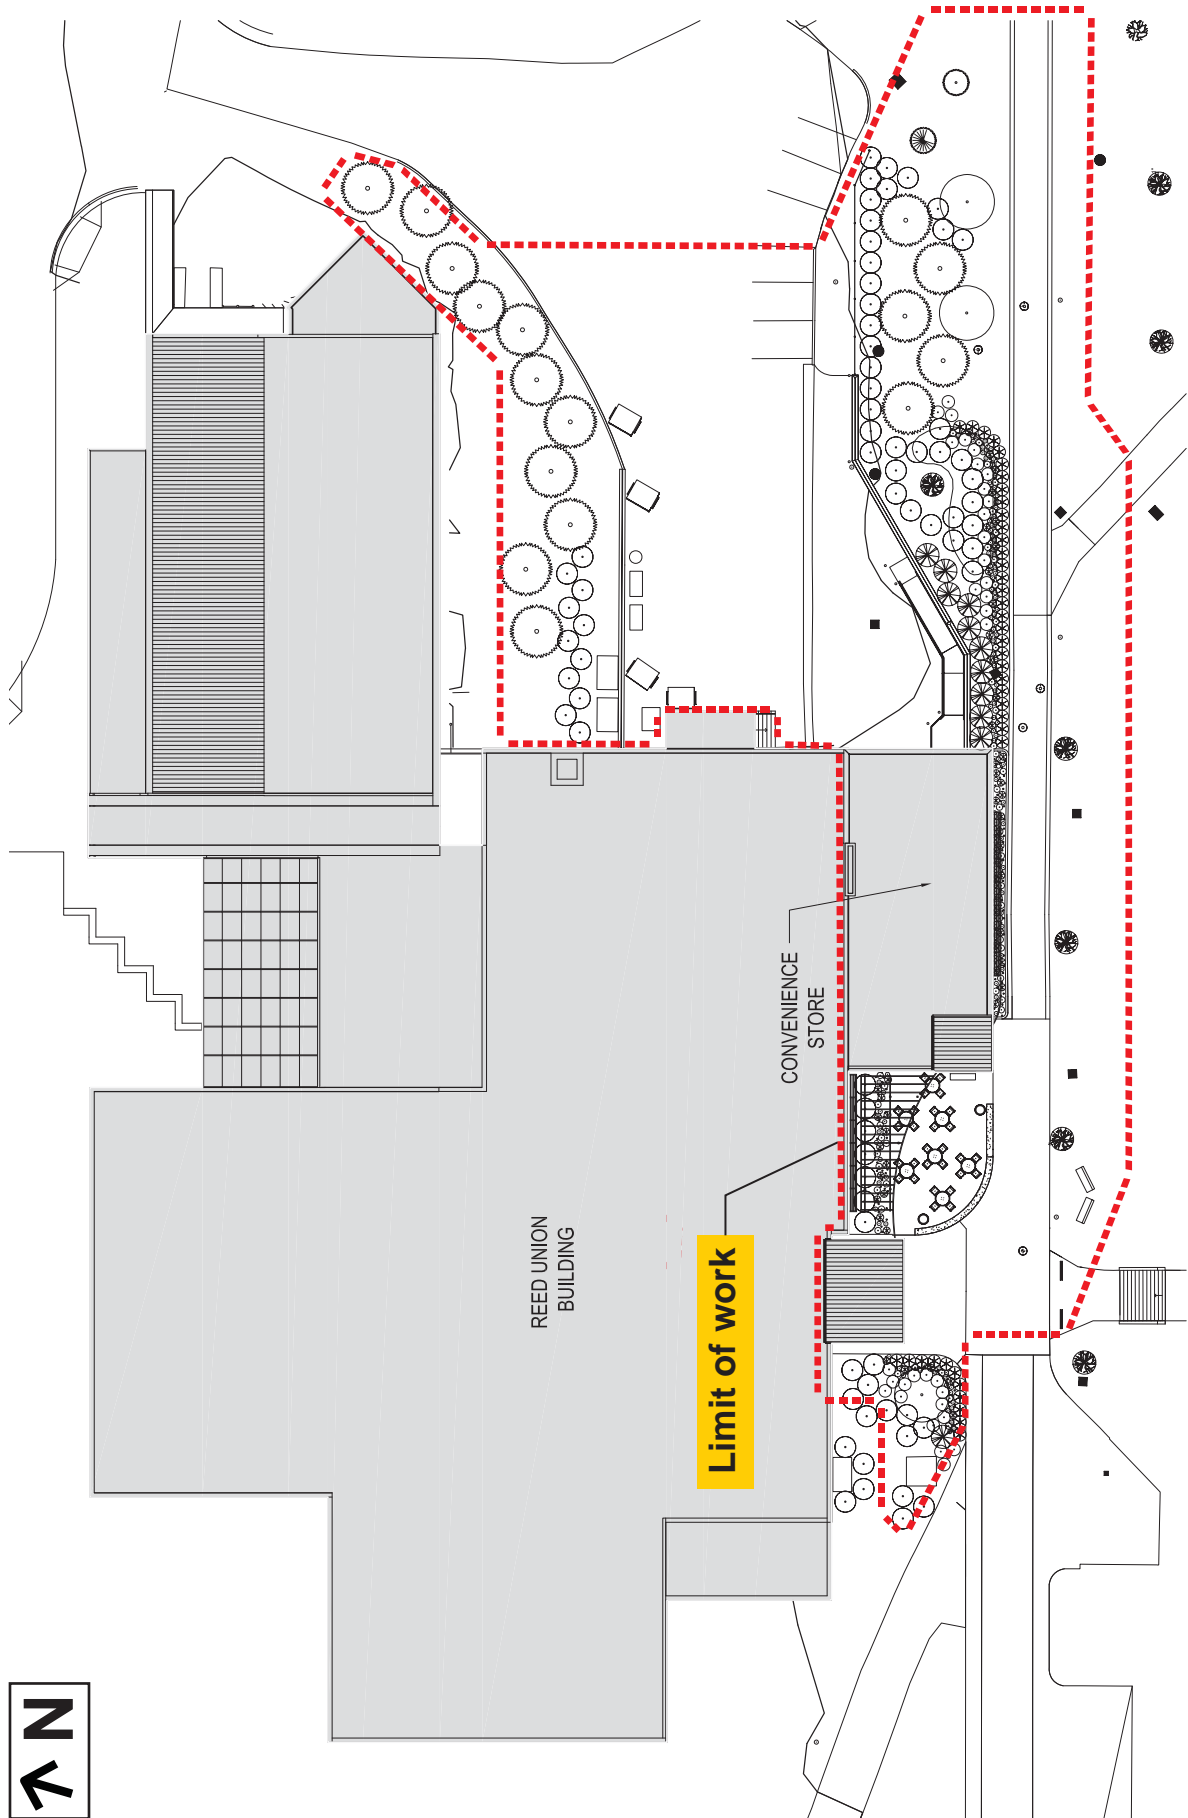 CONVENIENCE
STORE
REED UNION
BUILDING
Limit of work
N